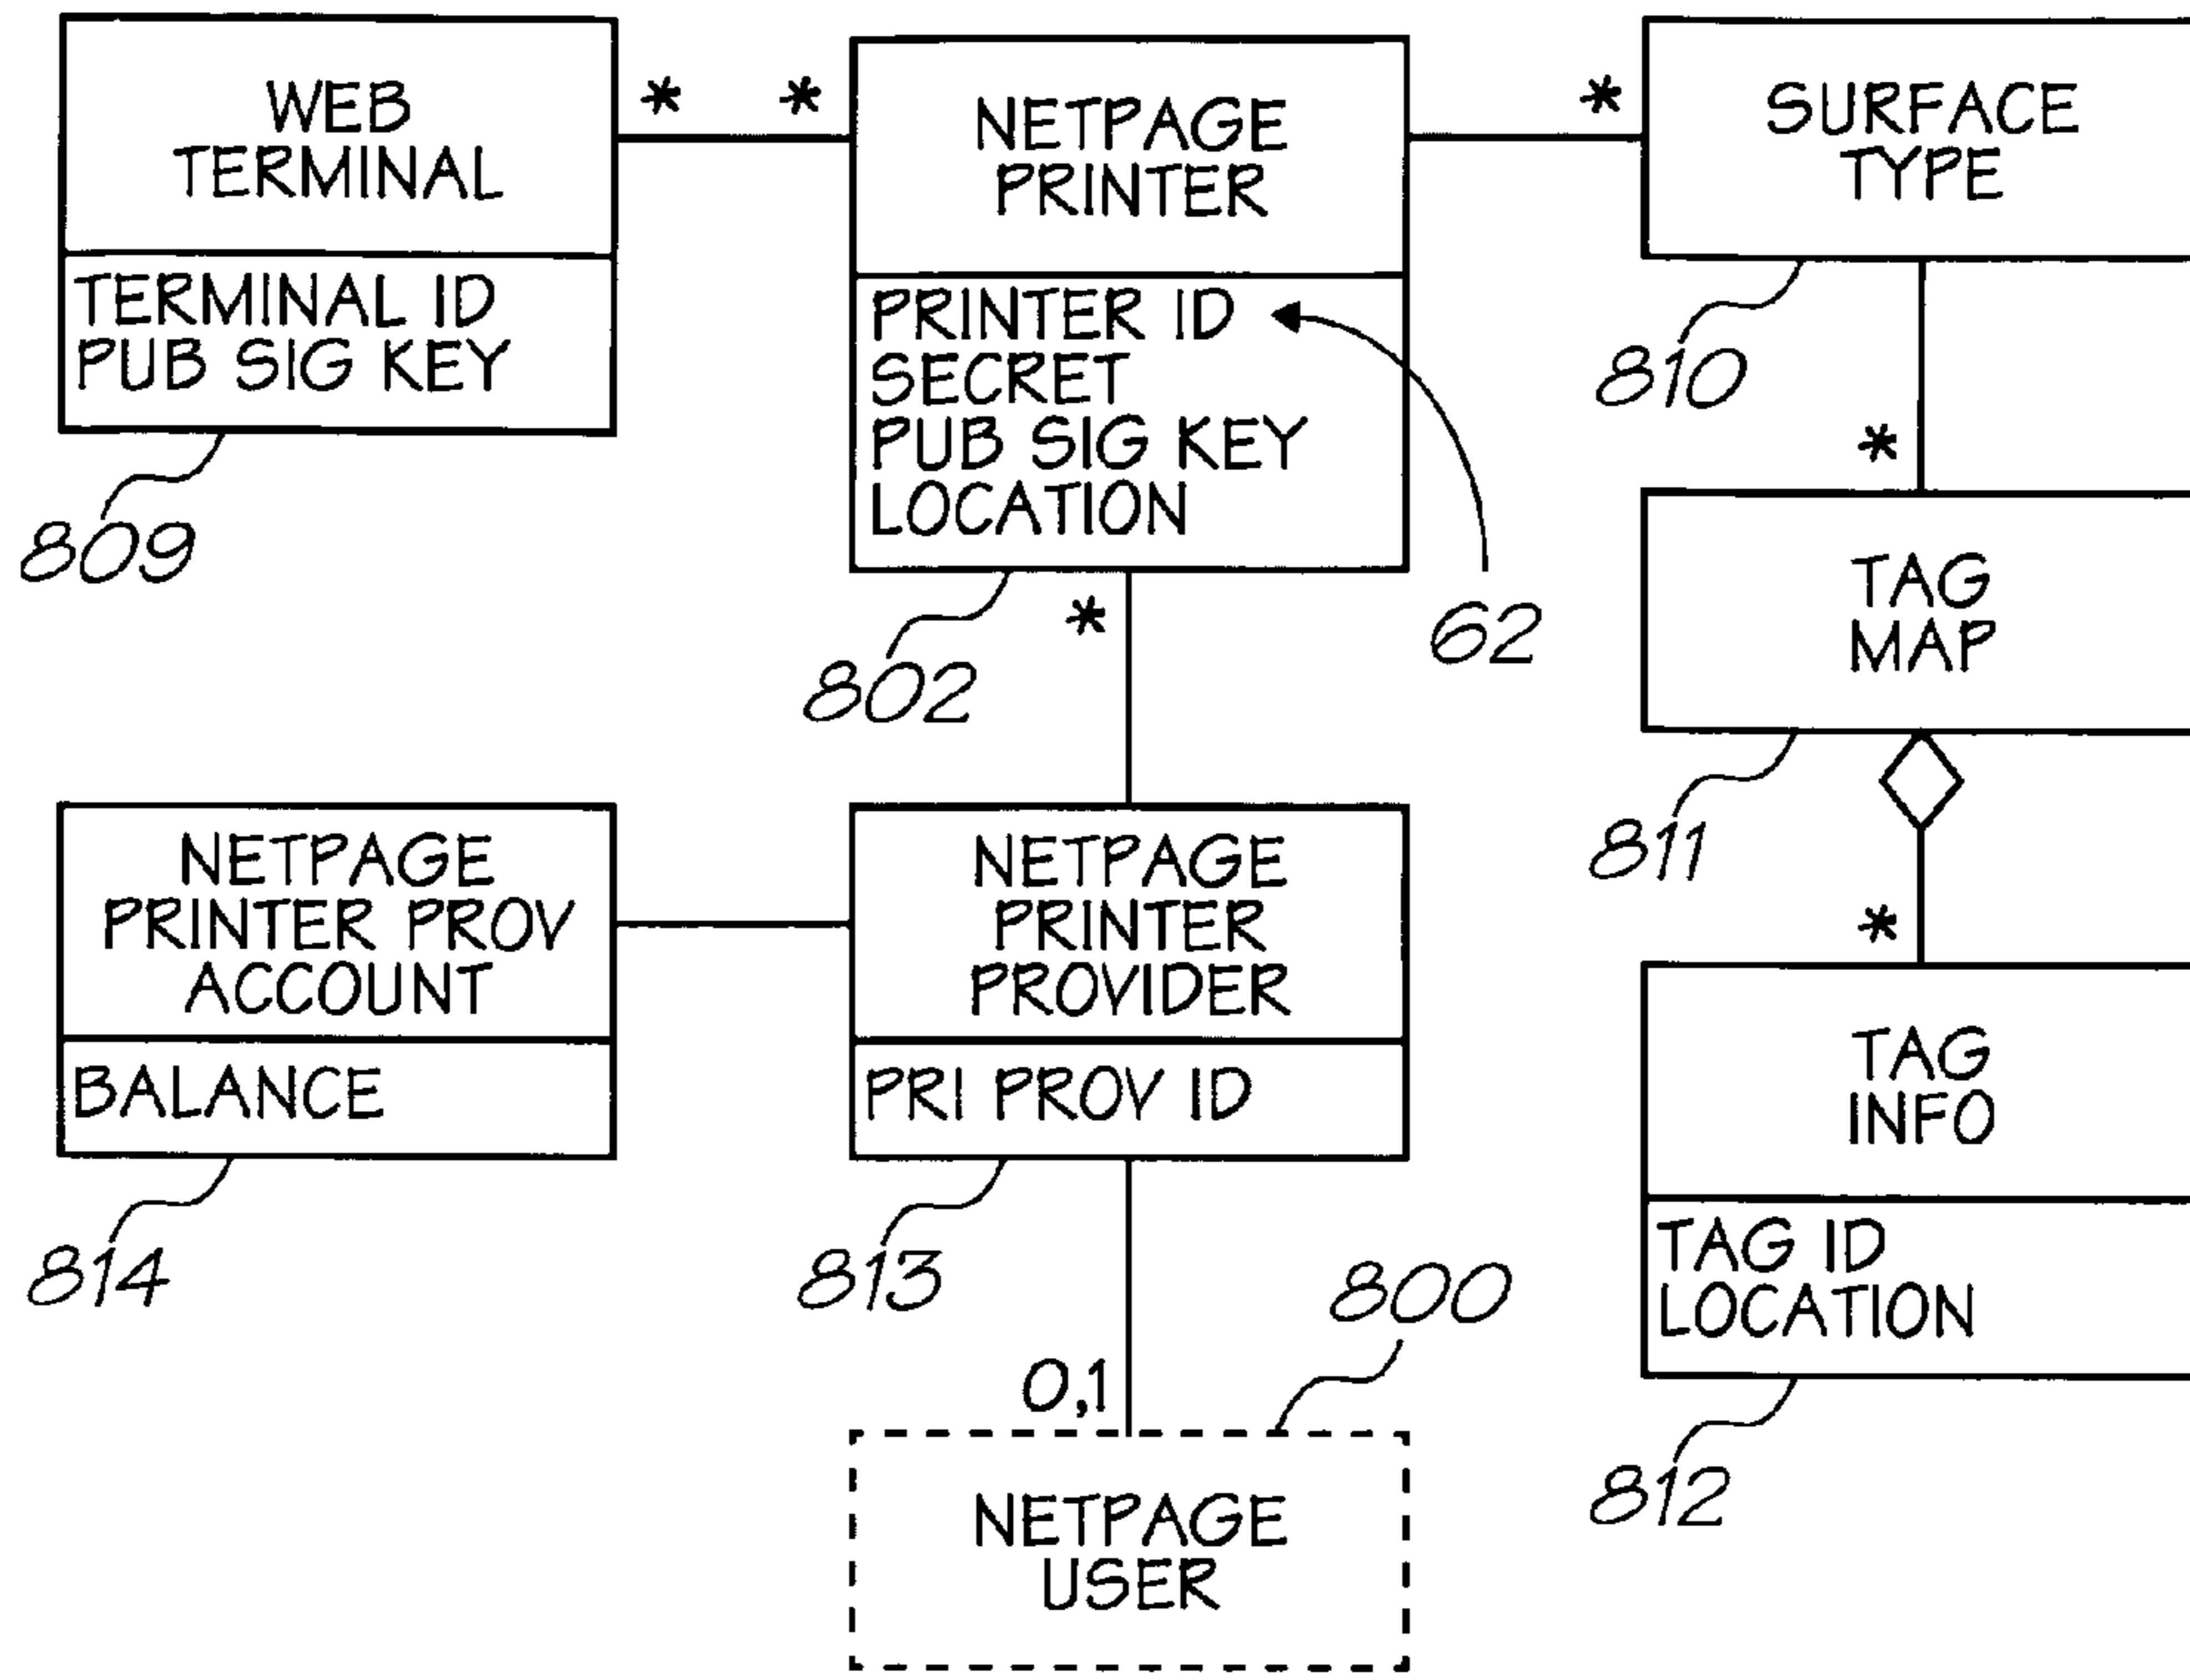 WEB
TERMINAL
TERMINAL ID
PUB SIG KEY
809
*
*
NETPAGE
PRINTER
PRINTER ID
SECRET
PUB SIG KEY
LOCATION
62
802
*
*
SURFACE
TYPE
810
*
TAG
MAP
811
*
NETPAGE
PRINTER PROV
ACCOUNT
BALANCE
814
NETPAGE
PRINTER
PROVIDER
PRI PROV ID
813
TAG
INFO
TAG ID
LOCATION
812
800
0,1
NETPAGE
USER